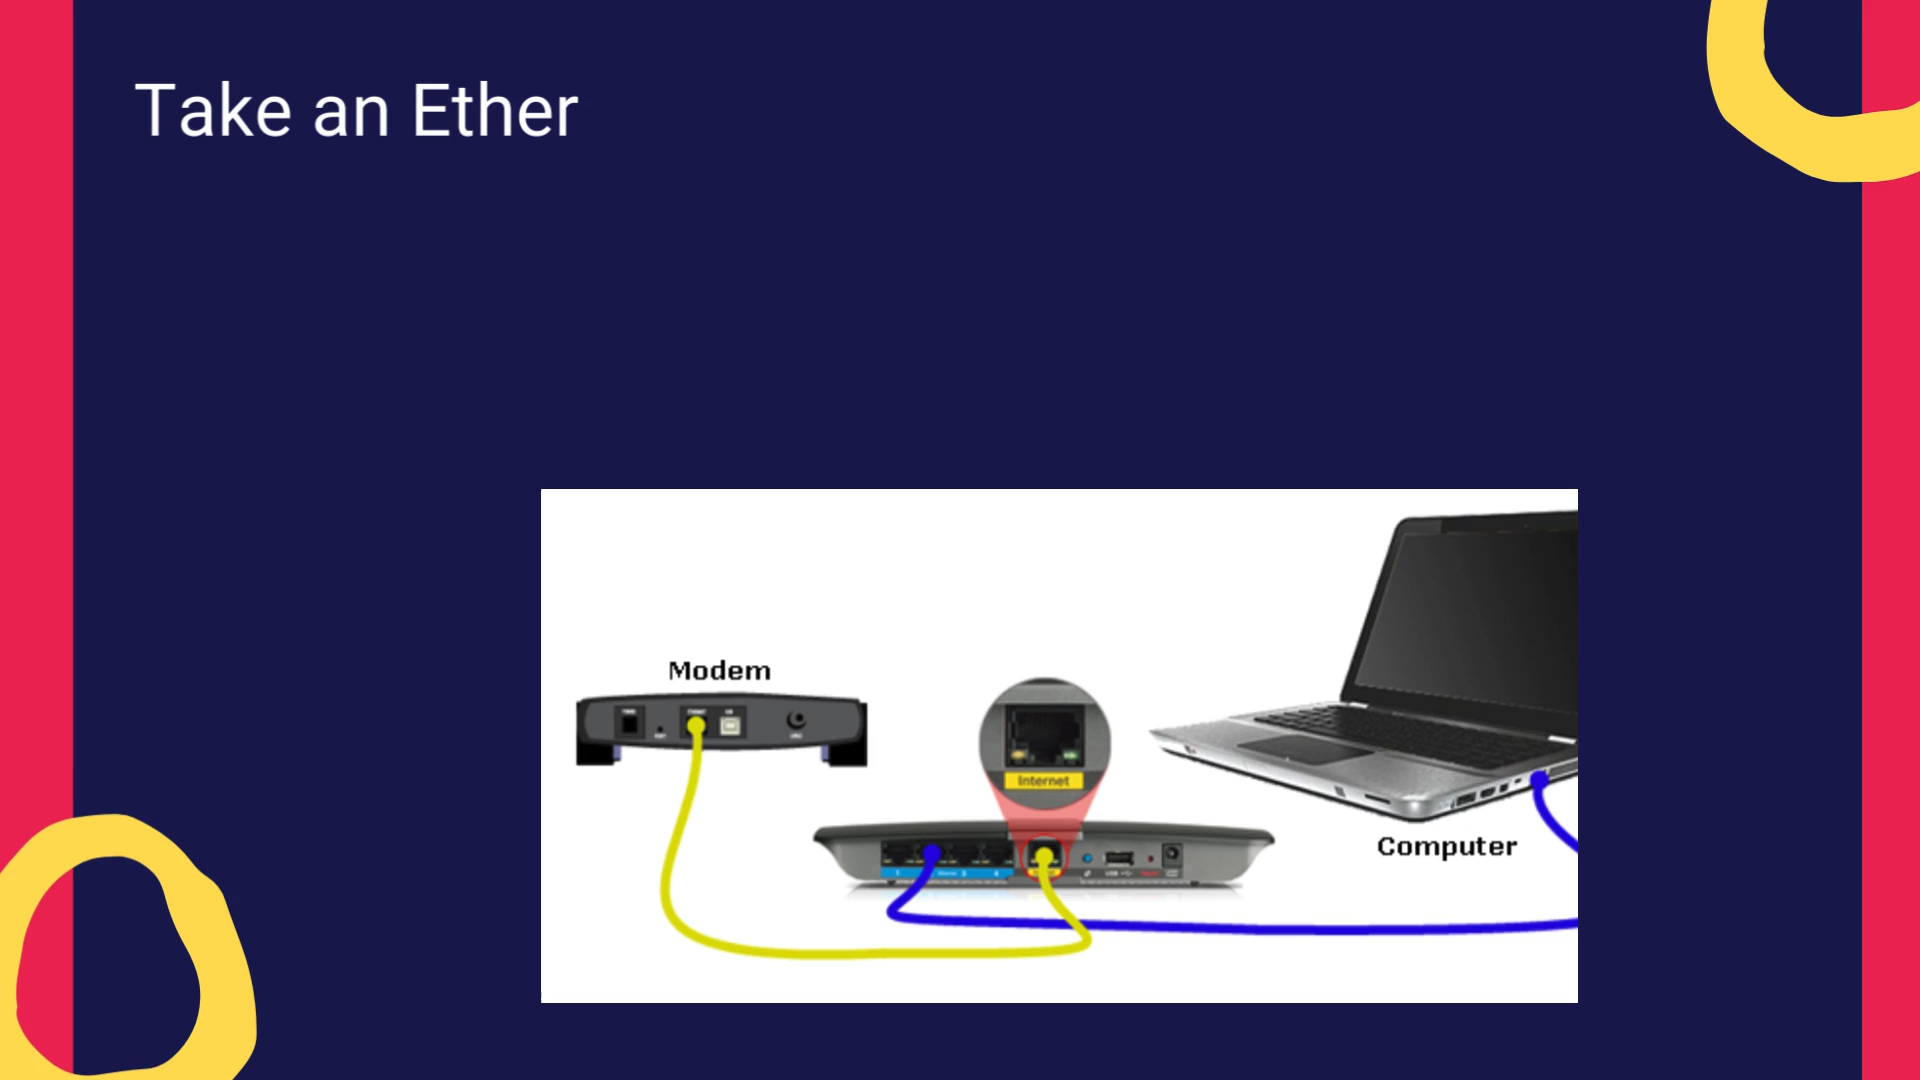 Take an Ether
Modem
Internet
Computer